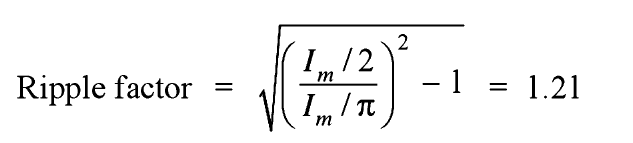 Ripple factor = √((I_m / 2)/(I_m / π))² − 1 = 1.21